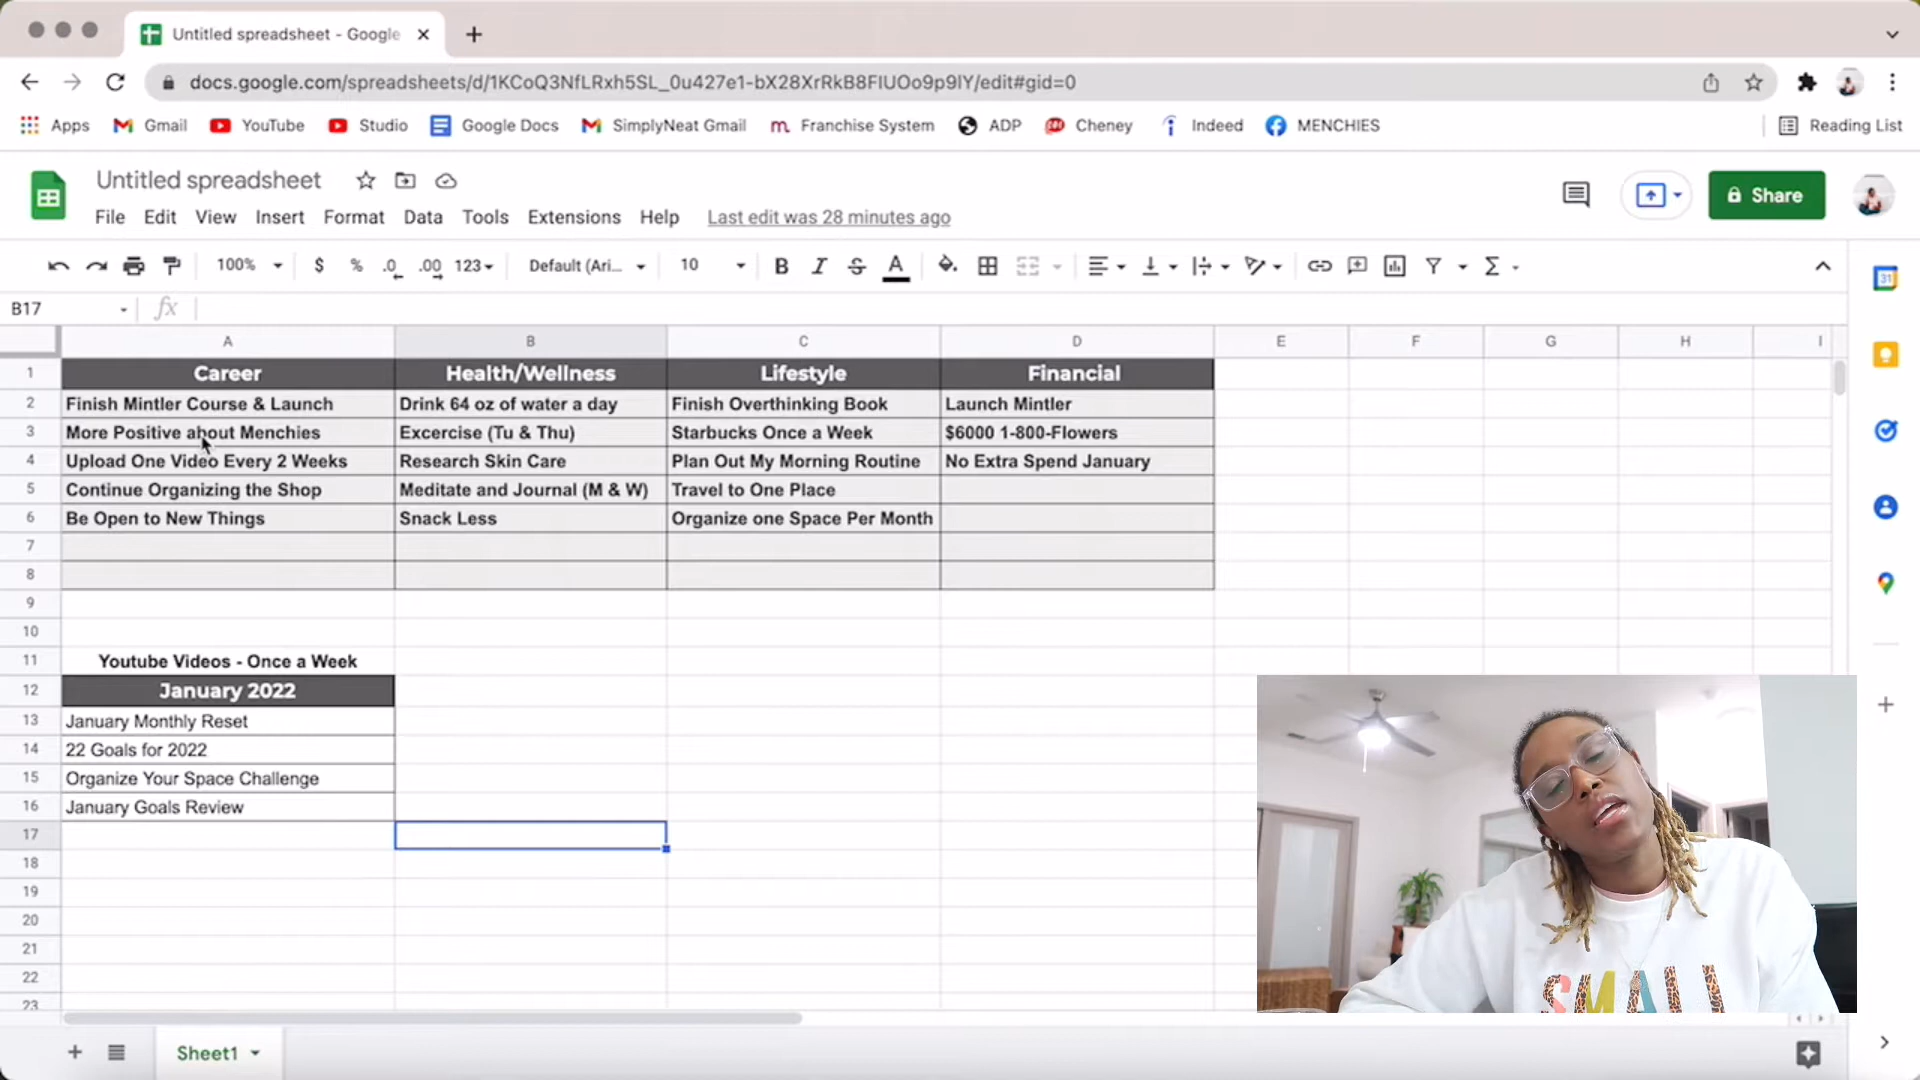 Untitled spreadsheet - Google
docs.google.com/spreadsheets/d/1KCoQ3NfLRxh5SL_0u427e1-bX28XrRkB8FIUOo9p9lY/edit#gid=0
Apps Gmail YouTube Studio Google Docs SimplyNeat Gmail Franchise System ADP Cheney Indeed MENCHIES Reading List
Untitled spreadsheet
Share
File Edit View Insert Format Data Tools Extensions Help Last edit was 28 minutes ago
100% $ % .0 .00 123 Default (Ari... 10 B I S A Σ
31
B17 fx
A B C D E F G H I
1 Career Health/Wellness Lifestyle Financial
2 Finish Mintler Course & Launch Drink 64 oz of water a day Finish Overthinking Book Launch Mintler
3 More Positive about Menchies Excercise (Tu & Thu) Starbucks Once a Week $6000 1-800-Flowers
4 Upload One Video Every 2 Weeks Research Skin Care Plan Out My Morning Routine No Extra Spend January
5 Continue Organizing the Shop Meditate and Journal (M & W) Travel to One Place
6 Be Open to New Things Snack Less Organize one Space Per Month
7
8
9
10
11 Youtube Videos - Once a Week
12 January 2022
13 January Monthly Reset
14 22 Goals for 2022
15 Organize Your Space Challenge
16 January Goals Review
17
18
19
20
21
22
23
SMALL
Sheet1